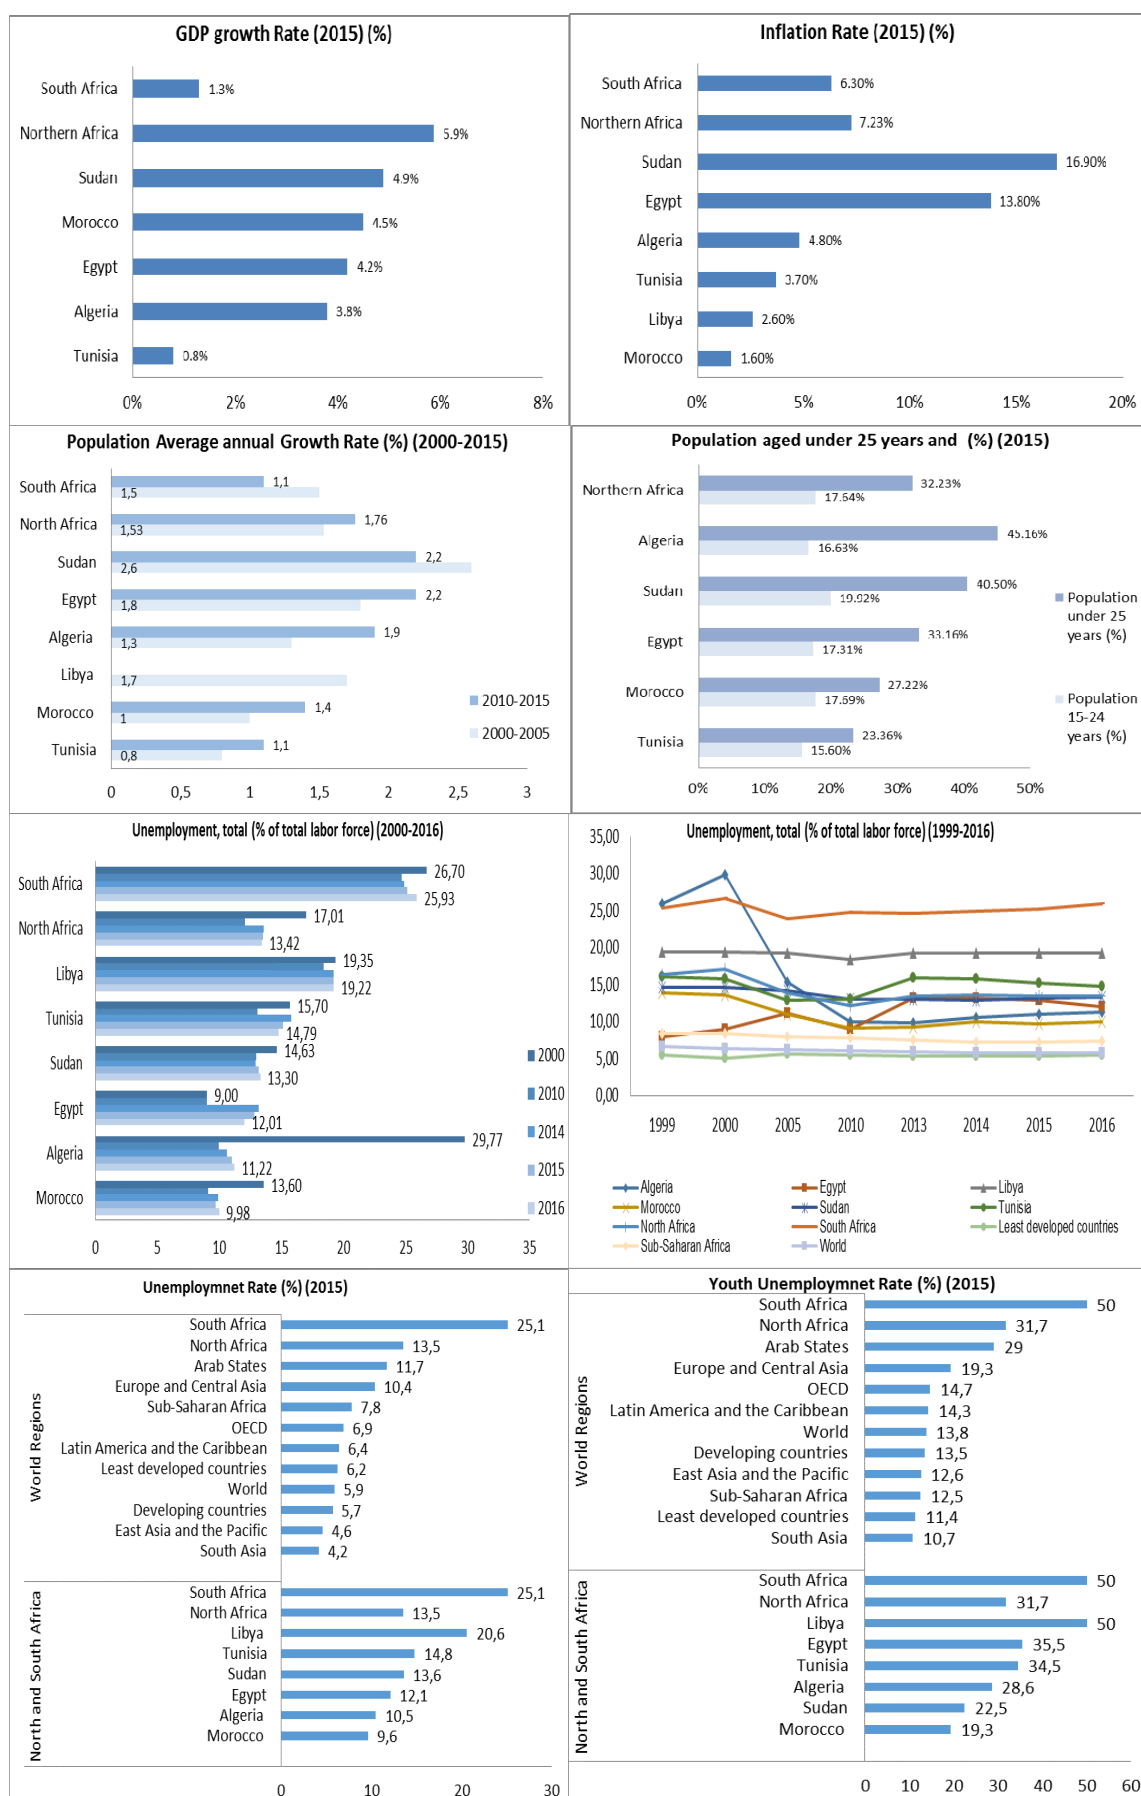 GDP growth Rate (2015) (%)
South Africa 1.3%
Northern Africa 5.9%
Sudan 4.9%
Morocco 4.5%
Egypt 4.2%
Algeria 3.8%
Tunisia 0.8%
0% 2% 4% 6% 8%
Inflation Rate (2015) (%)
South Africa 6.30%
Northern Africa 7.23%
Sudan 16.90%
Egypt 13.80%
Algeria 4.80%
Tunisia 3.70%
Libya 2.60%
Morocco 1.60%
0% 5% 10% 15% 20%
Population Average annual Growth Rate (%) (2000-2015)
South Africa 1,1
1,5
North Africa 1,76
1,53
Sudan 2,2
2,6
Egypt 2,2
1,8
Algeria 1,9
1,3
Libya
1,7
Morocco 1,4
1
Tunisia 1,1
0,8
2010-2015
2000-2005
0 0,5 1 1,5 2 2,5 3
Population aged under 25 years and (%) (2015)
Northern Africa 32.23%
17.64%
Algeria 45.16%
16.63%
Sudan 40.50%
19.92%
Egypt 33.16%
17.31%
Morocco 27.22%
17.69%
Tunisia 23.36%
15.60%
Population
under 25
years (%)
Population
15-24
years (%)
0% 10% 20% 30% 40% 50%
Unemployment, total (% of total labor force) (2000-2016)
South Africa 26,70
25,93
North Africa 17,01
13,42
Libya 19,35
19,22
Tunisia 15,70
14,79
Sudan 14,63
13,30
Egypt 9,00
12,01
Algeria 29,77
11,22
Morocco 13,60
9,98
2000
2010
2014
2015
2016
0 5 10 15 20 25 30 35
Unemployment, total (% of total labor force) (1999-2016)
35,00
30,00
25,00
20,00
15,00
10,00
5,00
0,00
1999 2000 2005 2010 2013 2014 2015 2016
Algeria Egypt Libya
Morocco Sudan Tunisia
North Africa South Africa Least developed countries
Sub-Saharan Africa World
Unemploymnet Rate (%) (2015)
World Regions
South Africa 25,1
North Africa 13,5
Arab States 11,7
Europe and Central Asia 10,4
Sub-Saharan Africa 7,8
OECD 6,9
Latin America and the Caribbean 6,4
Least developed countries 6,2
World 5,9
Developing countries 5,7
East Asia and the Pacific 4,6
South Asia 4,2
North and South Africa
South Africa 25,1
North Africa 13,5
Libya 20,6
Tunisia 14,8
Sudan 13,6
Egypt 12,1
Algeria 10,5
Morocco 9,6
0 10 20 30
Youth Unemploymnet Rate (%) (2015)
World Regions
South Africa 50
North Africa 31,7
Arab States 29
Europe and Central Asia 19,3
OECD 14,7
Latin America and the Caribbean 14,3
World 13,8
Developing countries 13,5
East Asia and the Pacific 12,6
Sub-Saharan Africa 12,5
Least developed countries 11,4
South Asia 10,7
North and South Africa
South Africa 50
North Africa 31,7
Libya 50
Egypt 35,5
Tunisia 34,5
Algeria 28,6
Sudan 22,5
Morocco 19,3
0 10 20 30 40 50 60